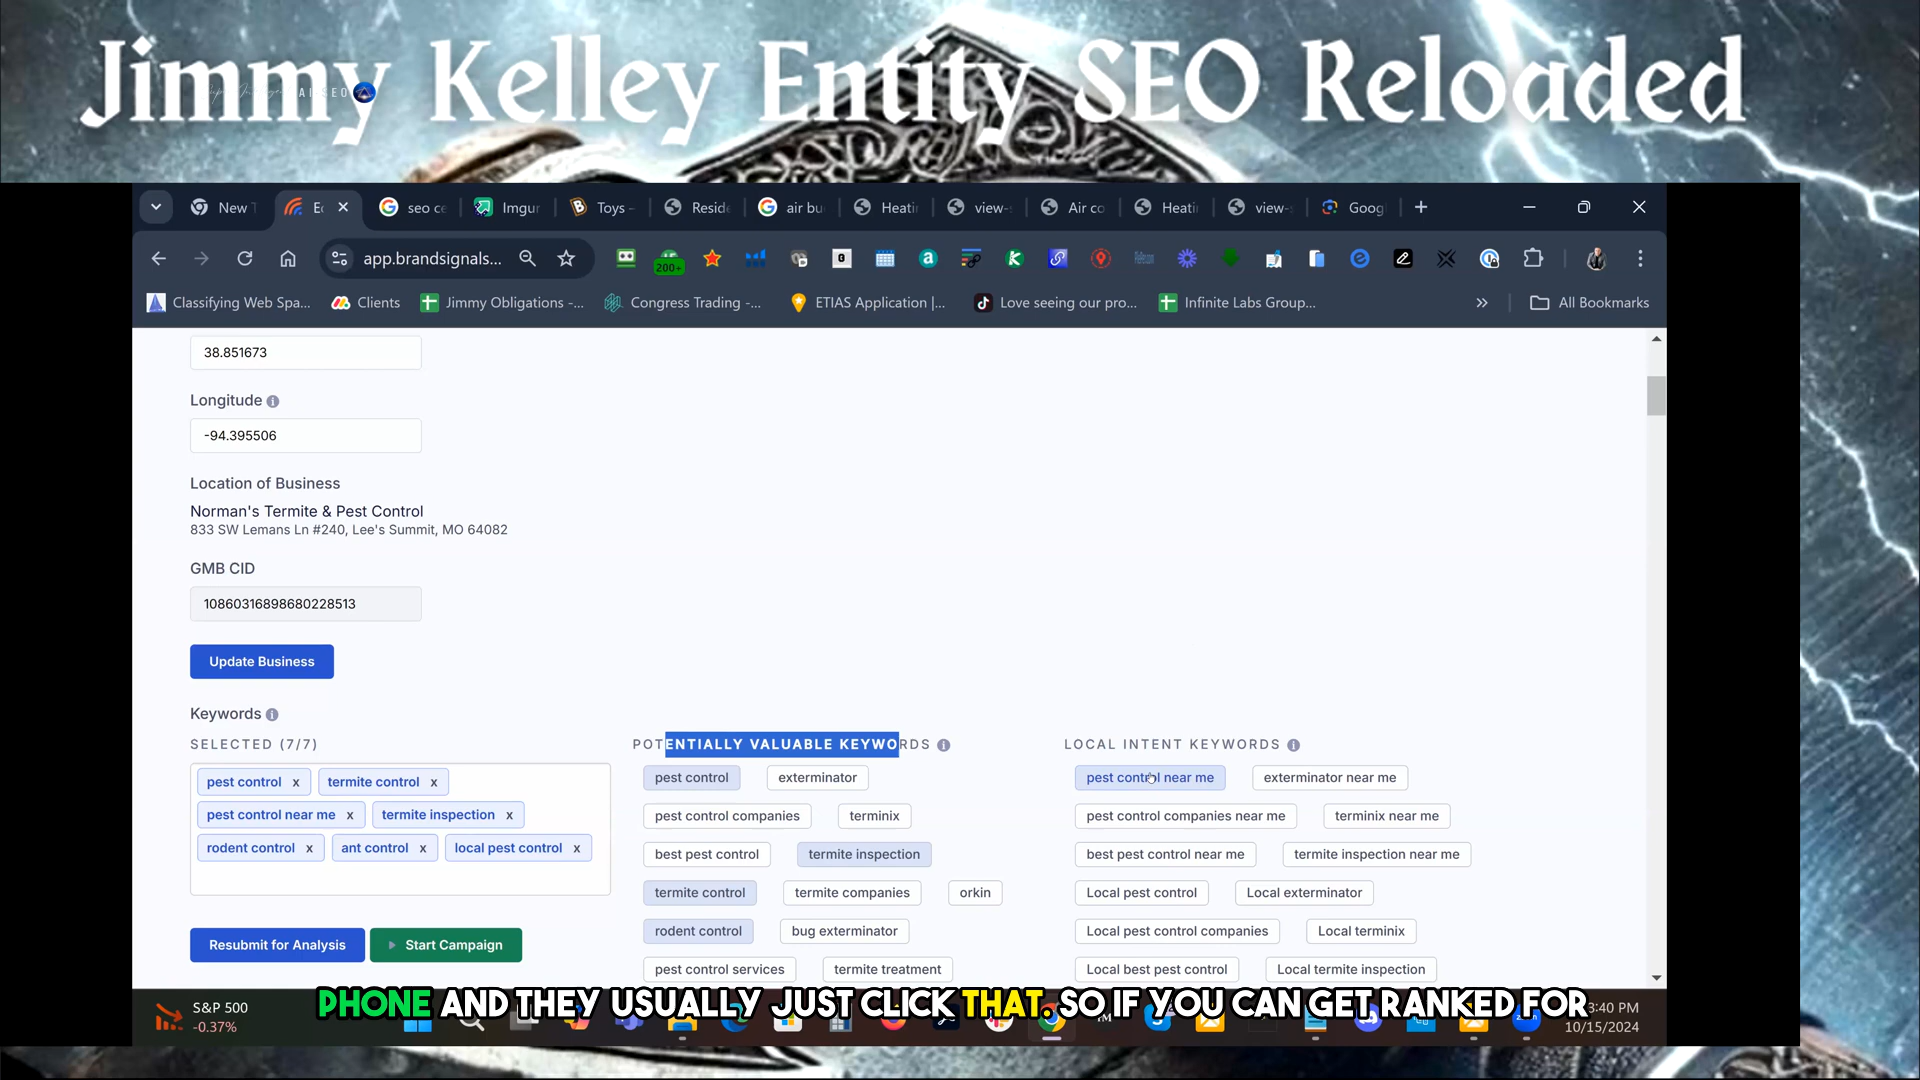 Jimmy Kelley Entity SEO Reloaded
AI SEO
New T
Ec
seo ce
Imgur
Toys -
Reside
air bu
Heatin
view-s
Air co
Heatin
view-s
Goog
app.brandsignals...
200+
Classifying Web Spa...
Clients
Jimmy Obligations -...
Congress Trading -...
ETIAS Application |...
Love seeing our pro...
Infinite Labs Group...
All Bookmarks
38.851673
Longitude
-94.395506
Location of Business
Norman's Termite & Pest Control
833 SW Lemans Ln #240, Lee's Summit, MO 64082
GMB CID
10860316898680228513
Update Business
Keywords
SELECTED (7/7)
pest control x
termite control x
pest control near me x
termite inspection x
rodent control x
ant control x
local pest control x
Resubmit for Analysis
Start Campaign
POTENTIALLY VALUABLE KEYWORDS
pest control
exterminator
pest control companies
terminix
best pest control
termite inspection
termite control
termite companies
orkin
rodent control
bug exterminator
pest control services
termite treatment
LOCAL INTENT KEYWORDS
pest control near me
exterminator near me
pest control companies near me
terminix near me
best pest control near me
termite inspection near me
Local pest control
Local exterminator
Local pest control companies
Local terminix
Local best pest control
Local termite inspection
PHONE AND THEY USUALLY JUST CLICK THAT. SO IF YOU CAN GET RANKED FOR
S&P 500
-0.37%
3:40 PM
10/15/2024